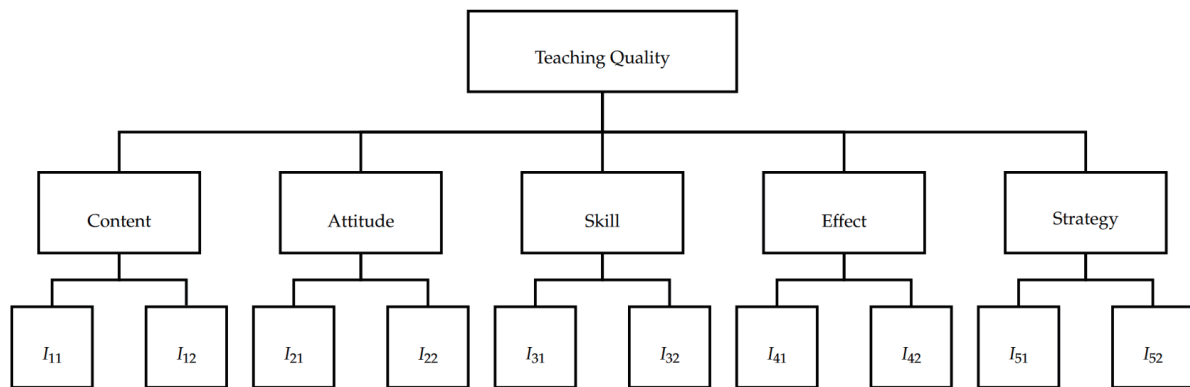 Teaching Quality
Content
Attitude
Skill
Effect
Strategy
I11
I12
I21
I22
I31
I32
I41
I42
I51
I52